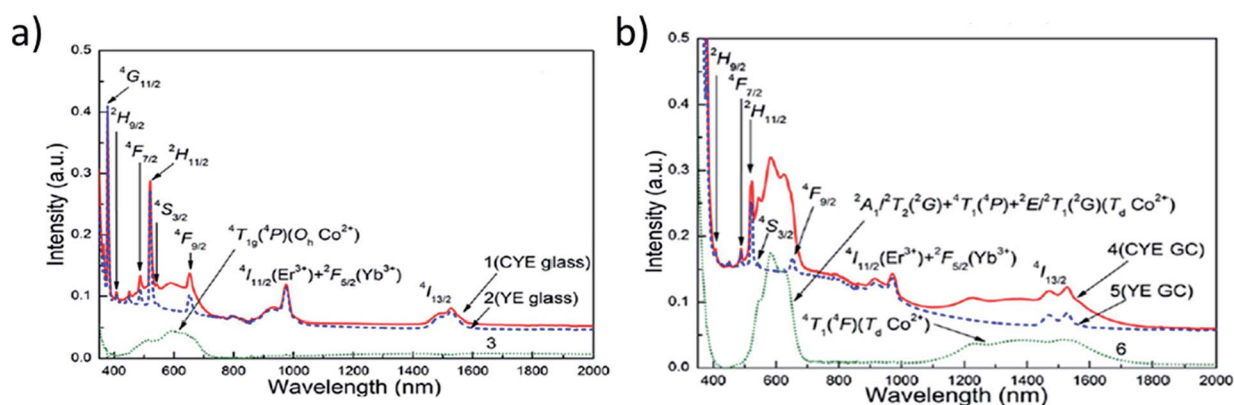 a)
0.5
0.4
0.3
0.2
0.1
0.0
Intensity (a.u.)
⁴G₁₁/₂
²H₉/₂
⁴F₇/₂
²H₁₁/₂
⁴S₃/₂
⁴F₉/₂
⁴T₁g(⁴P)(Oₕ Co²⁺)
⁴I₁₁/₂(Er³⁺)+²F₅/₂(Yb³⁺)
⁴I₁₃/₂
1(CYE glass)
2(YE glass)
3
400 600 800 1000 1200 1400 1600 1800 2000
Wavelength (nm)
b)
0.5
0.4
0.3
0.2
0.1
0.0
Intensity (a.u.)
²H₉/₂
⁴F₇/₂
²H₁₁/₂
⁴F₉/₂
⁴S₃/₂
²A₁/²T₂(²G)+⁴T₁(⁴P)+²E/²T₁(²G)(T_d Co²⁺)
⁴I₁₁/₂(Er³⁺)+²F₅/₂(Yb³⁺)
⁴I₁₃/₂
4(CYE GC)
5(YE GC)
⁴T₁(⁴F)(T_d Co²⁺)
6
400 600 800 1000 1200 1400 1600 1800 2000
Wavelength (nm)